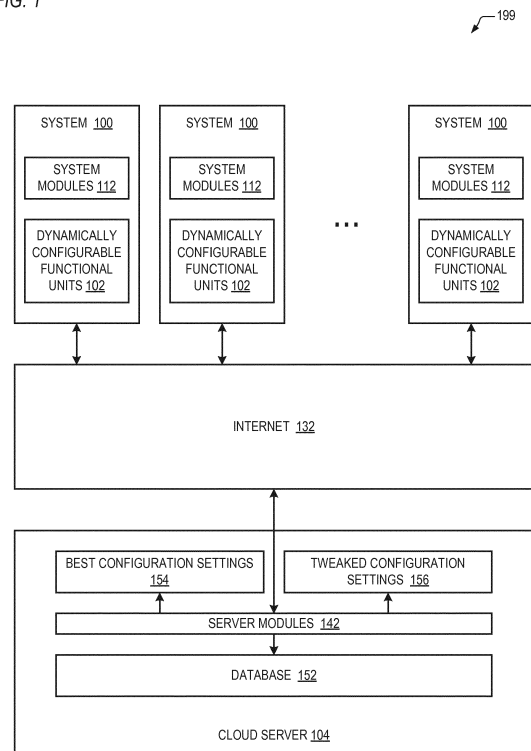 FIG. 1
199
SYSTEM 100
SYSTEM MODULES 112
DYNAMICALLY CONFIGURABLE FUNCTIONAL UNITS 102
SYSTEM 100
SYSTEM MODULES 112
DYNAMICALLY CONFIGURABLE FUNCTIONAL UNITS 102
...
SYSTEM 100
SYSTEM MODULES 112
DYNAMICALLY CONFIGURABLE FUNCTIONAL UNITS 102
INTERNET 132
BEST CONFIGURATION SETTINGS
154
TWEAKED CONFIGURATION
SETTINGS 156
SERVER MODULES 142
DATABASE 152
CLOUD SERVER 104